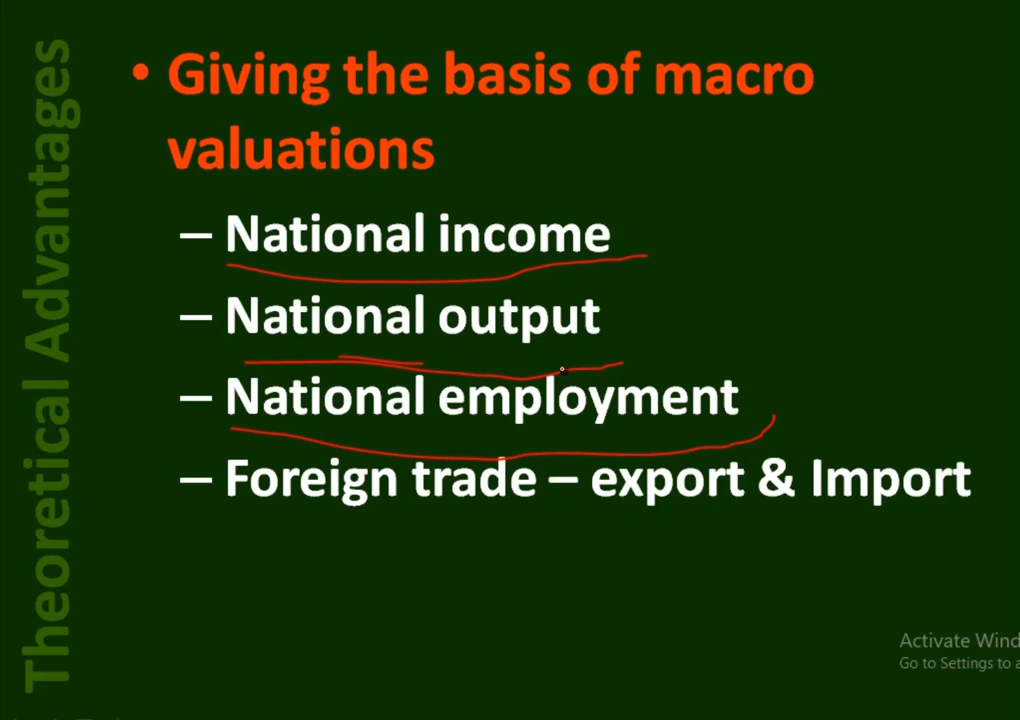 Theoretical Advantages
• Giving the basis of macro
valuations
– National income
– National output
– National employment
– Foreign trade – export & Import
Activate Wind
Go to Settings to a